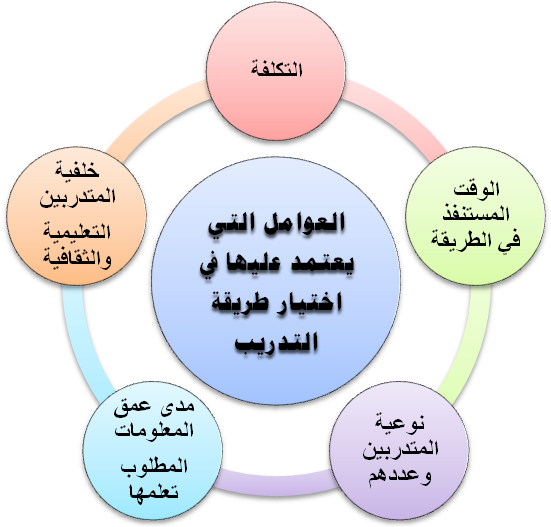 التكلفة
الوقت
المستنفذ
في الطريقة
نوعية
المتدربين
وعددهم
مدى عمق
المعلومات
المطلوب
تعلمها
خلفية
المتدربين
التعليمية
والثقافية
العوامل التي
يعتمد عليها في
اختيار طريقة
التدريب